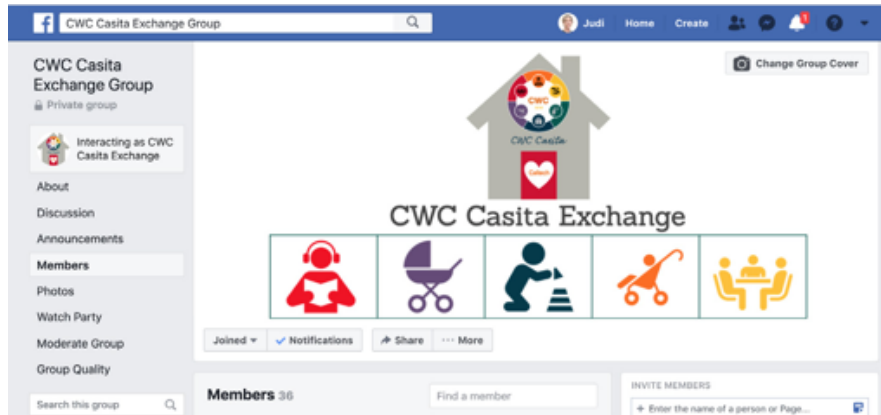 CWC Casita Exchange Group
Judi Home Create
1
CWC Casita
Exchange Group
Private group
Interacting as CWC
Casita Exchange
About
Discussion
Announcements
Members
Photos
Watch Party
Moderate Group
Group Quality
Search this group
Change Group Cover
CWC
CWC Casita
Caltech
CWC Casita Exchange
Joined Notifications Share ... More
Members 36
Find a member
INVITE MEMBERS
+ Enter the name of a person or Page...